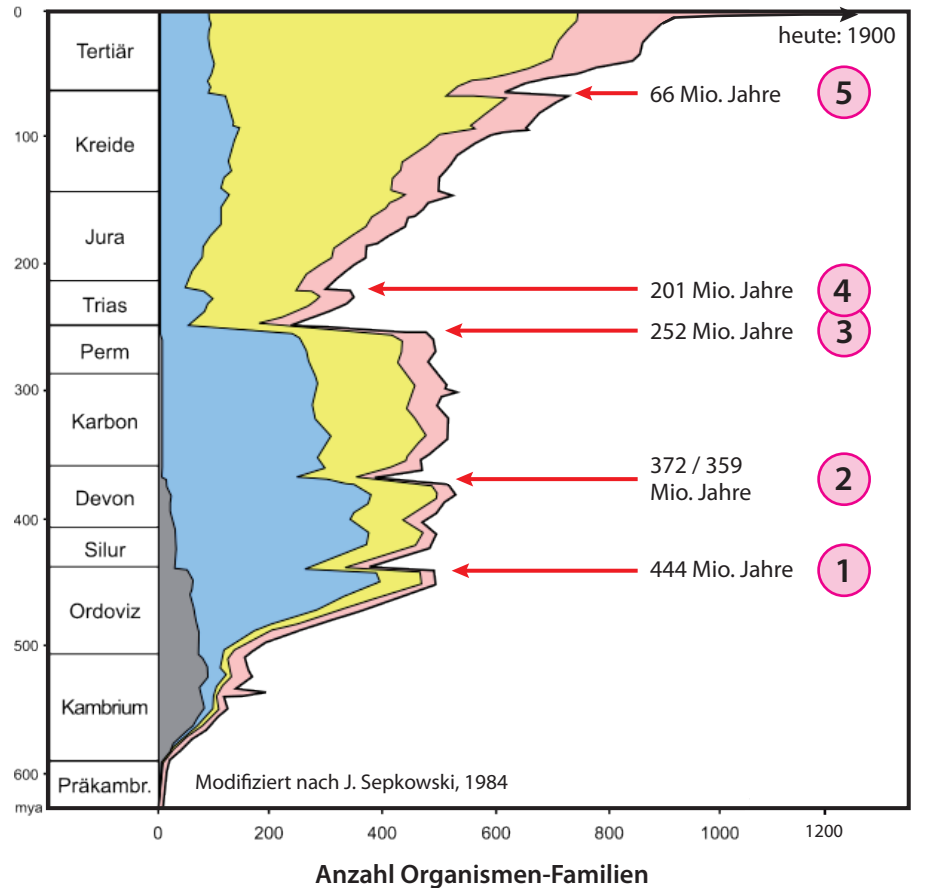 0
heute: 1900
Tertiär
66 Mio. Jahre
5
100
Kreide
Jura
200
201 Mio. Jahre
4
Trias
252 Mio. Jahre
3
Perm
300
Karbon
372 / 359
Mio. Jahre
2
Devon
400
Silur
444 Mio. Jahre
1
Ordoviz
500
Kambrium
600
Präkambr.
Modifiziert nach J. Sepkowski, 1984
mya
0 200 400 600 800 1000 1200
Anzahl Organismen-Familien